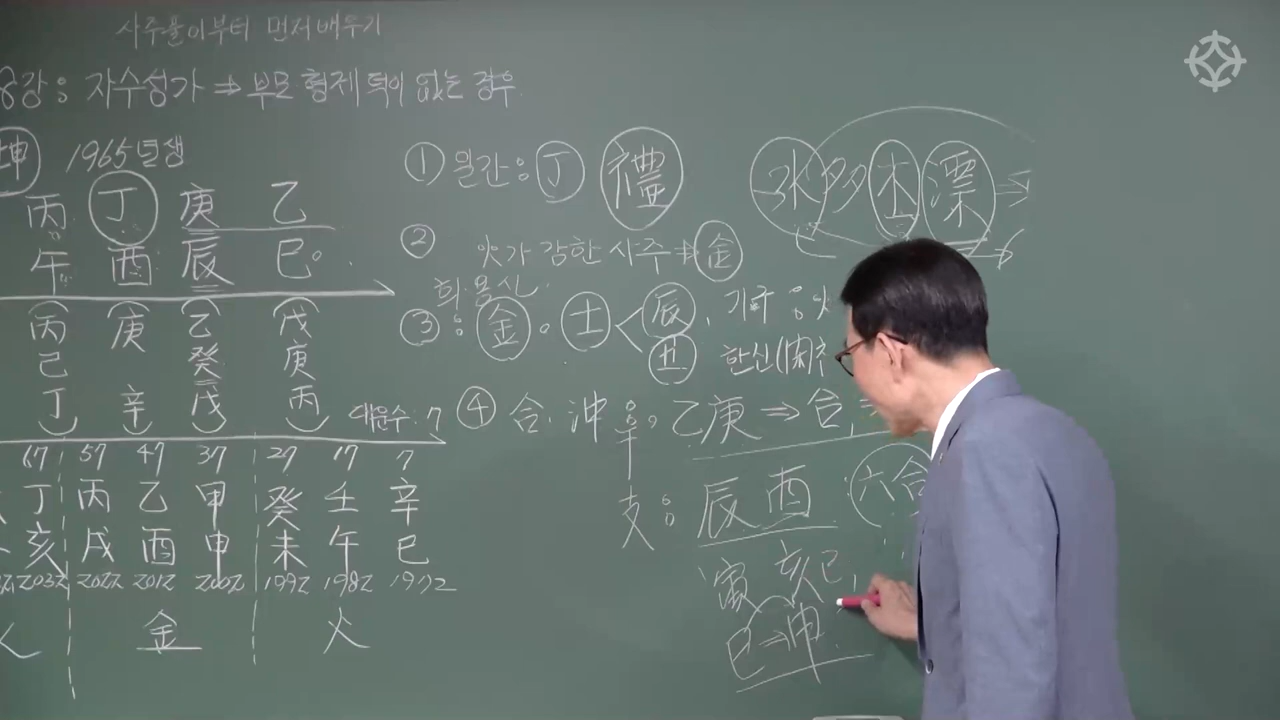 사주풀이부터 먼저배우기
강: 자수성가 ⇒ 부모 형제 덕이 없는 경우
坤 1965년생
丙 丁 庚 乙
午 酉 辰 巳
丙 庚 乙 戊
己 癸 庚
丁 辛 戊 丙
대운수: 7
67 57 47 37 27 17 7
丁 丙 乙 甲 癸 壬 辛
亥 戌 酉 申 未 午 巳
2032 2022 2012 2002 1992 1982 1972
金 火
① 일간: 丁 禮
② 火가 강한 사주 ⇒ 金
희용신
③ : 金. 土 < 辰, 丑
한신(閑
④ 合. 沖 : 干, 乙庚 ⇒ 合,
支 : 辰酉 (六合
寅 亥巳,
巳 ⇒ 申
水多木漂 →